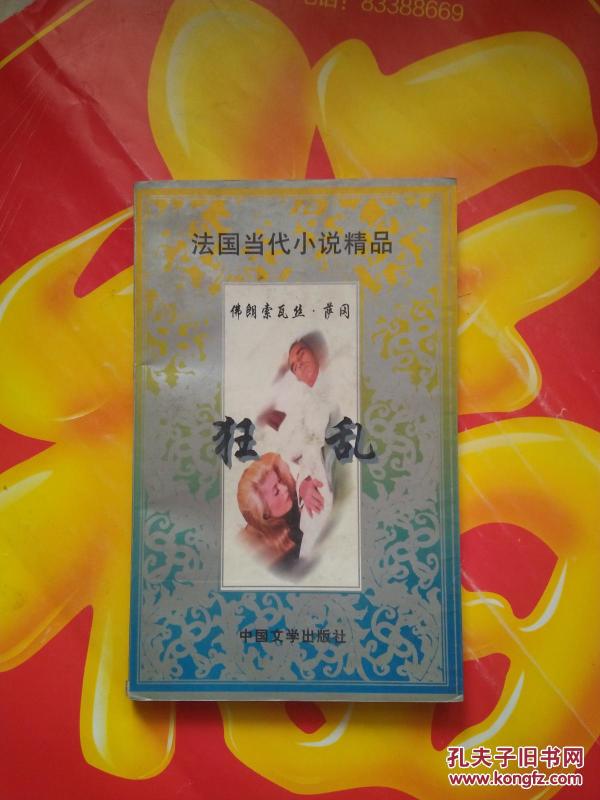 电话：83388669
法国当代小说精品
佛朗索瓦丝·萨冈
狂乱
中国文学出版社
孔夫子旧书网
www.kongfz.com